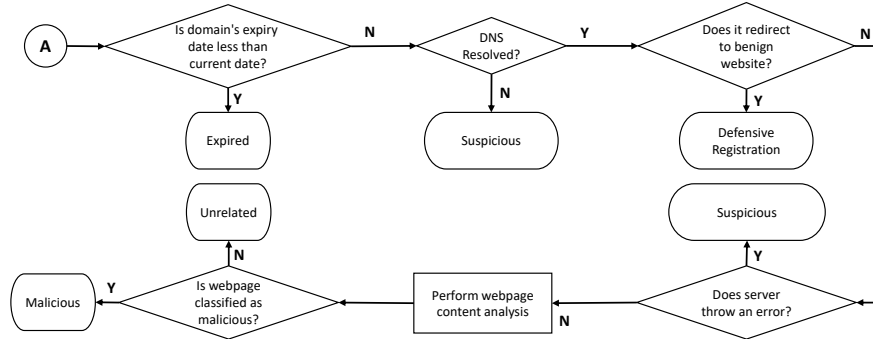 A
Is domain's expiry
date less than
current date?
N
DNS
Resolved?
Y
Does it redirect
to benign
website?
N
Y
Expired
N
Suspicious
Y
Defensive
Registration
Unrelated
Suspicious
N
Y
Malicious
Y
Is webpage
classified as
malicious?
Perform webpage
content analysis
N
Does server
throw an error?